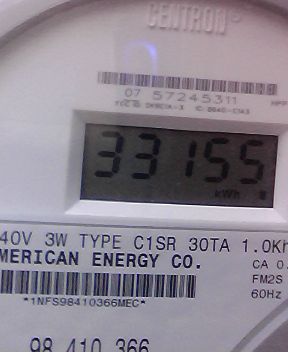 CENTRON®
07 57245311
33155
kWh
40V 3W TYPE C1SR 30TA 1.0Kh
MERICAN ENERGY CO.
CA 0.
FM2S
60Hz
*1NFS98410366MEC*
98 410 366